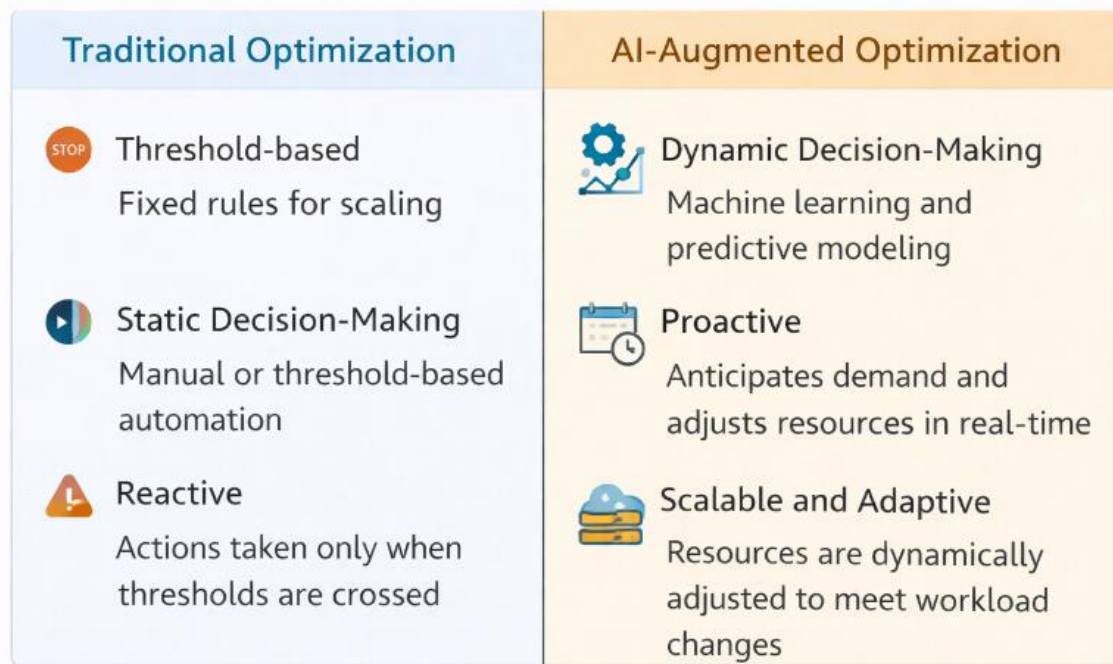 Traditional Optimization
STOP
Threshold-based
Fixed rules for scaling
Static Decision-Making
Manual or threshold-based
automation
Reactive
Actions taken only when
thresholds are crossed
AI-Augmented Optimization
Dynamic Decision-Making
Machine learning and
predictive modeling
Proactive
Anticipates demand and
adjusts resources in real-time
Scalable and Adaptive
Resources are dynamically
adjusted to meet workload
changes